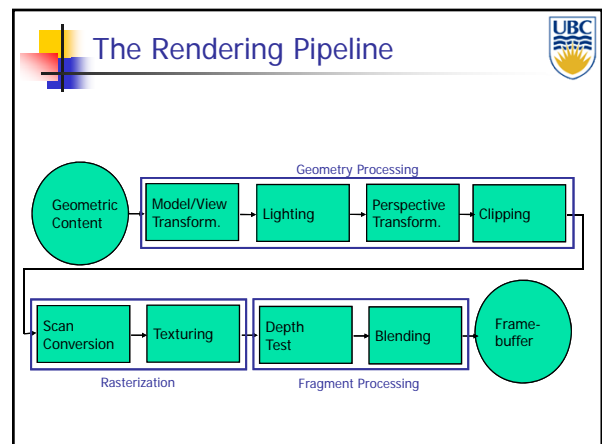 The Rendering Pipeline
UBC
Geometry Processing
Geometric
Content
Model/View
Transform.
Lighting
Perspective
Transform.
Clipping
Scan
Conversion
Texturing
Depth
Test
Blending
Frame-
buffer
Rasterization
Fragment Processing